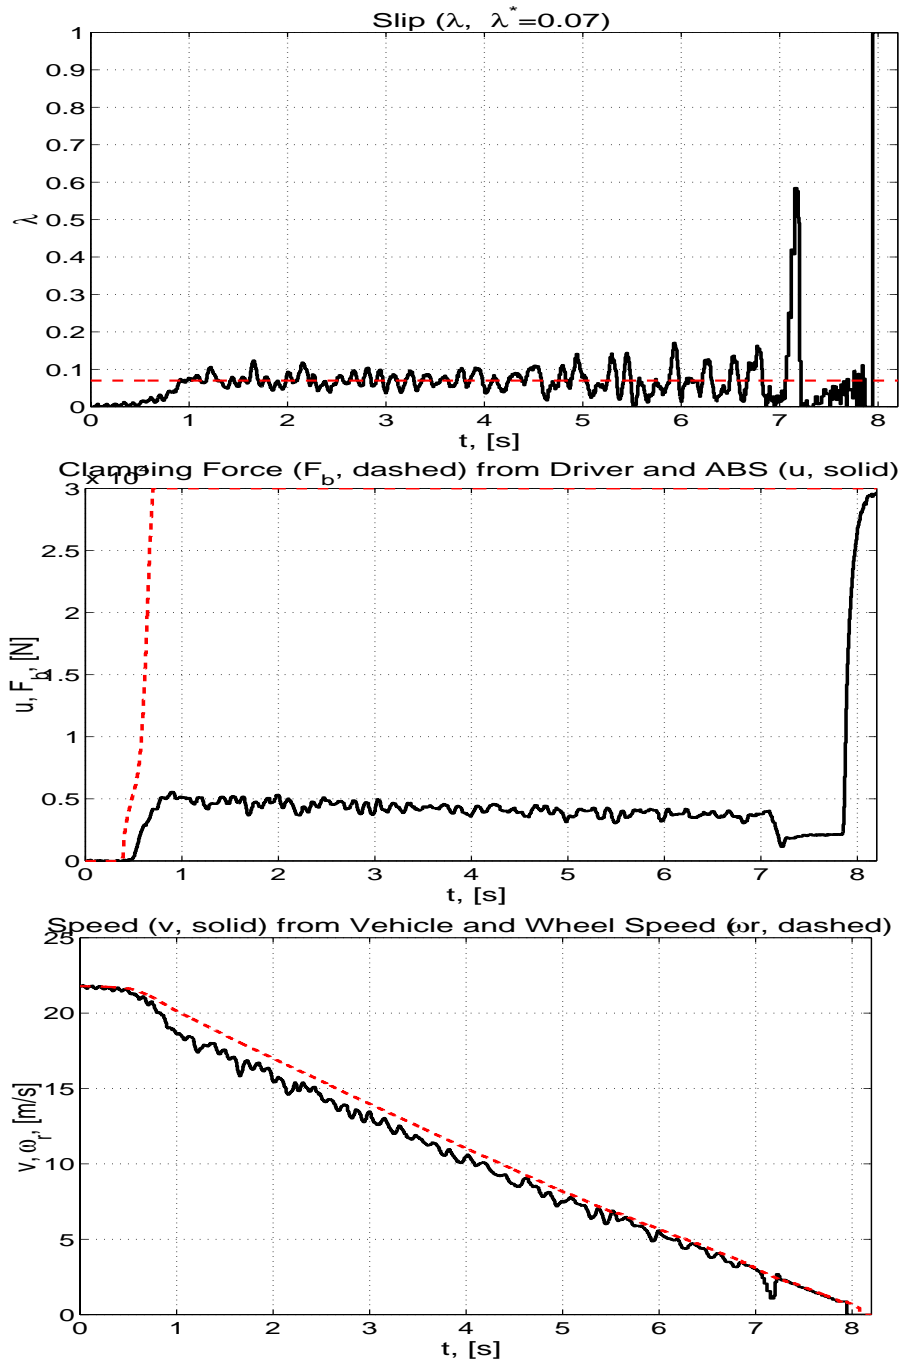 Slip (λ, λ*=0.07)
1
0.9
0.8
0.7
0.6
0.5
0.4
0.3
0.2
0.1
0
λ
0 1 2 3 4 5 6 7 8
t, [s]
Clamping Force (F_b, dashed) from Driver and ABS (u, solid)
3
2.5
2
1.5
1
0.5
0
u, F_b, [N]
0 1 2 3 4 5 6 7 8
t, [s]
Speed (v, solid) from Vehicle and Wheel Speed (ωr, dashed)
25
20
15
10
5
0
v, ω_r, [m/s]
0 1 2 3 4 5 6 7 8
t, [s]